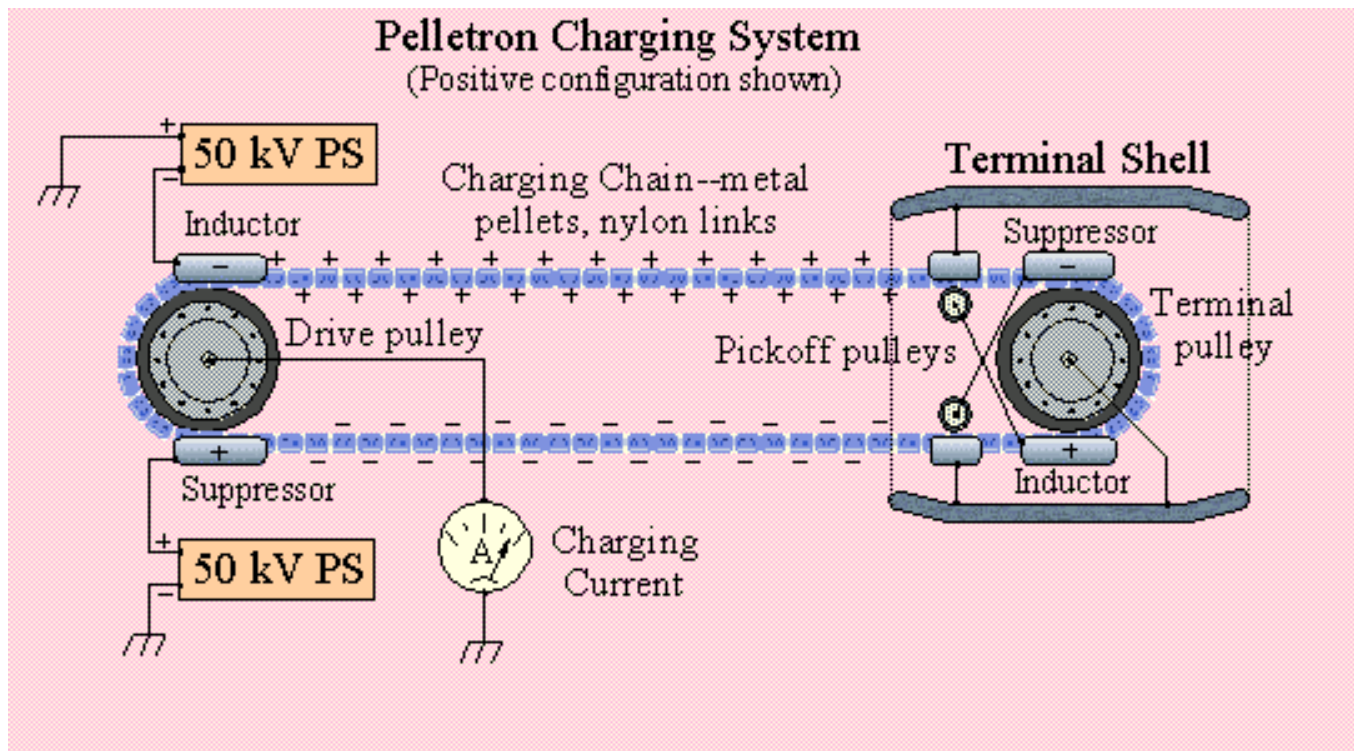 Pelletron Charging System
(Positive configuration shown)
+
50 kV PS
−
Terminal Shell
Charging Chain--metal
pellets, nylon links
Inductor
Suppressor
−
+ + + + + + + + +
−
+ + + + + + + + + +
Drive pulley
Pickoff pulleys
Terminal
pulley
− − − − − − − − −
+
− − − − − − − − − −
+
Suppressor
Inductor
+
50 kV PS
−
A
Charging
Current